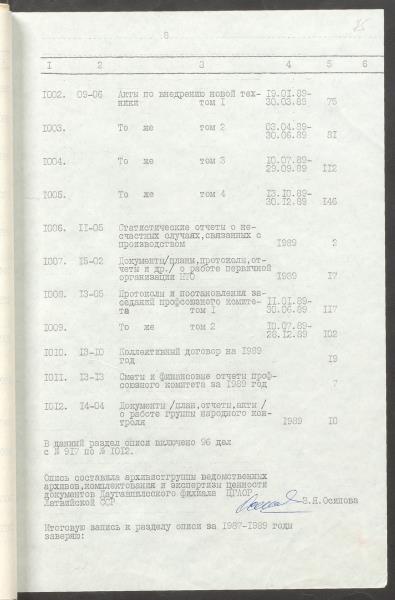 8
1 2 3 4 5 6
1002. 09-06 Акты по внедрению новой тех- 19.01.89-
ники том 1 30.03.89 75
1003. То же том 2 03.04.89-
30.06.89 81
1004. То же том 3 10.07.89-
29.09.89 112
1005. То же том 4 13.10.89-
30.12.89 146
1006. 11-05 Статистические отчеты о не-
счастных случаях,связанных с
производством 1989 2
1007. 15-02 Документы/планы,протоколы,от-
четы и др./ о работе первичной
организации НТО 1989 17
1008. 13-05 Протоколы и постановления за-
седаний профсоюзного комите- 11.01.89-
та том 1 30.06.89 117
1009. То же том 2 10.07.89-
28.12.89 102
1010. 13-10 Коллективный договор на 1989
год 19
1011. 13-13 Сметы и финансовые отчеты проф-
союзного комитета за 1989 год 7
1012. 14-04 Документы /план,отчеты,акты /
о работе группы народного кон-
троля 1989 10
В данный раздел описи включено 96 дел
с № 917 по № 1012.
Опись составила архивистгруппы ведомственных
архивов,комплектования и экспертизы ценности
документов Даугавпилсского филиала ЦГАОР
Латвийской ССР З.Я.Осипова
Итоговую запись к разделу описи за 1987-1989 годы
заверяю: